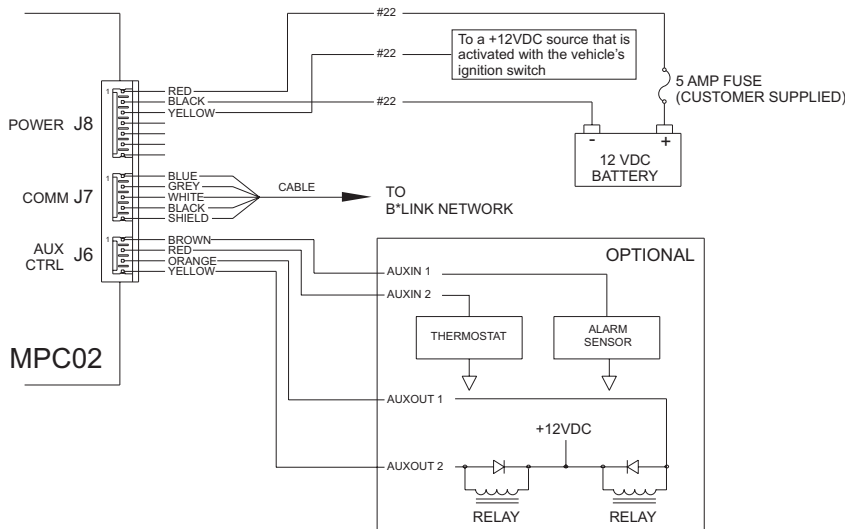 #22
#22
To a +12VDC source that is
activated with the vehicle's
ignition switch
5 AMP FUSE
(CUSTOMER SUPPLIED)
1
RED
BLACK
YELLOW
#22
POWER J8
-
+
12 VDC
BATTERY
1
BLUE
GREY
WHITE
BLACK
SHIELD
COMM J7
CABLE
TO
B*LINK NETWORK
1
BROWN
RED
ORANGE
YELLOW
AUX
CTRL
J6
OPTIONAL
AUXIN 1
AUXIN 2
THERMOSTAT
ALARM
SENSOR
MPC02
AUXOUT 1
+12VDC
AUXOUT 2
RELAY
RELAY